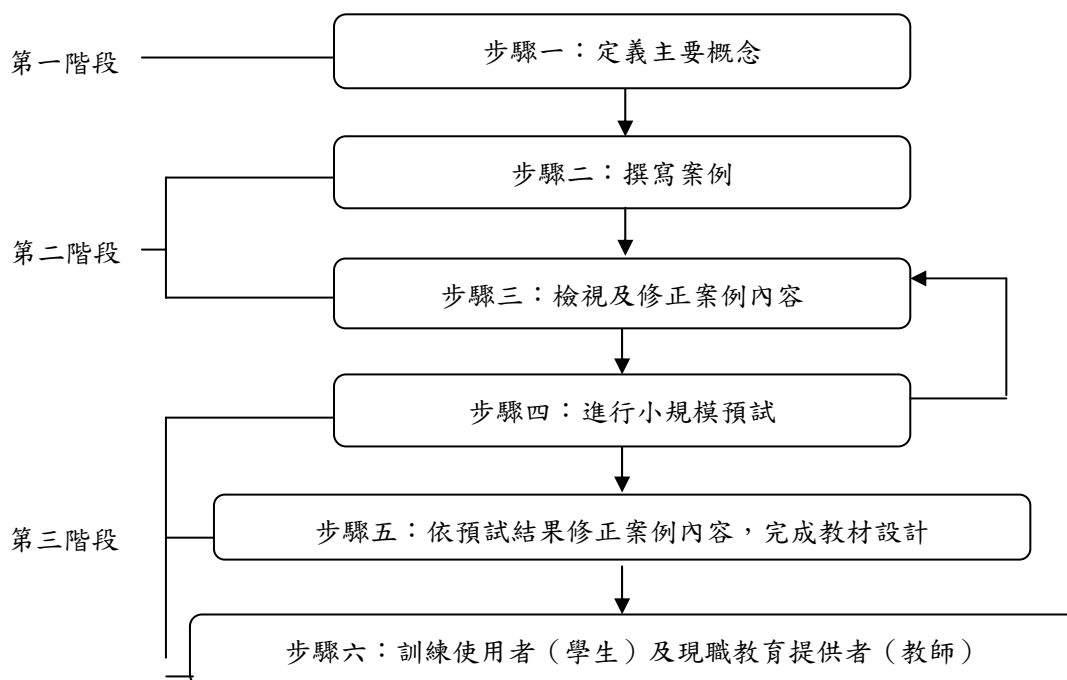 第一階段
步驟一：定義主要概念
步驟二：撰寫案例
第二階段
步驟三：檢視及修正案例內容
步驟四：進行小規模預試
第三階段
步驟五：依預試結果修正案例內容，完成教材設計
步驟六：訓練使用者（學生）及現職教育提供者（教師）